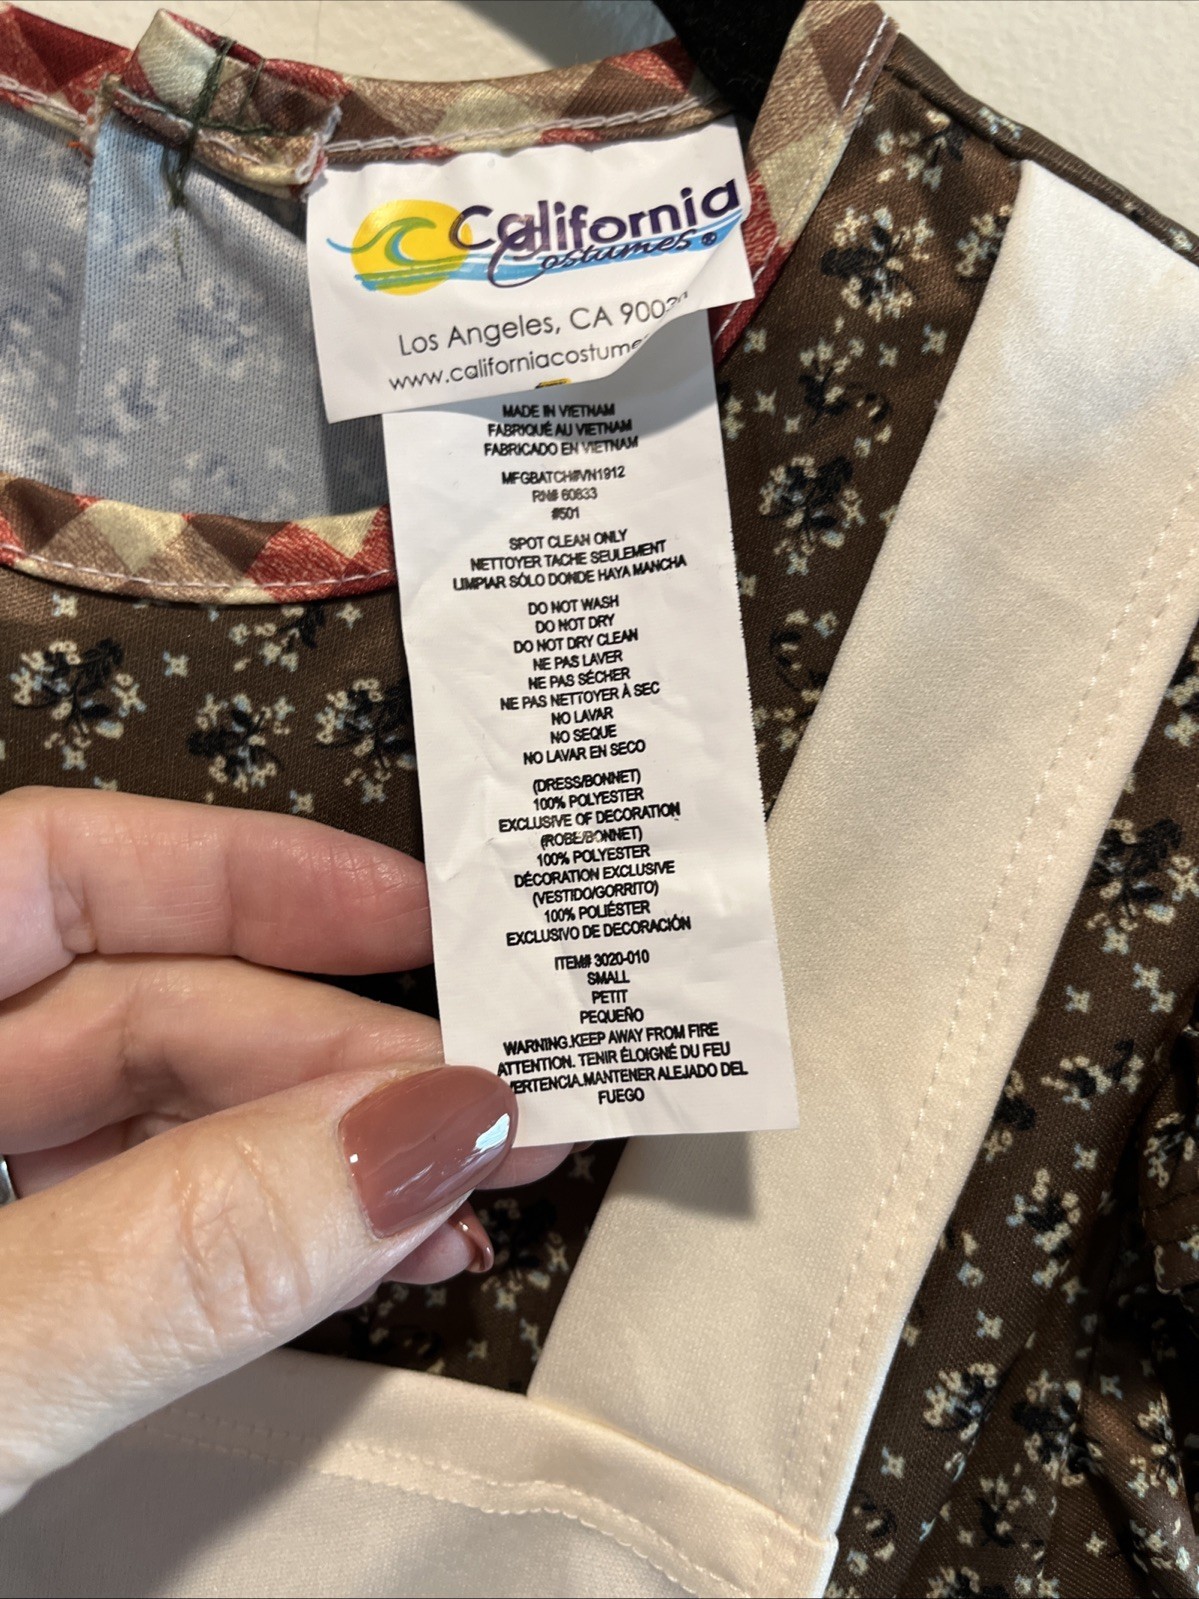 California
Costumes ®
Los Angeles, CA
www.californiacostume
MADE IN VIETNAM
FABRIQUÉ AU VIETNAM
FABRICADO EN VIETNAM
MFGBATCH#VN1912
RN# 60833
#501
SPOT CLEAN ONLY
NETTOYER TACHE SEULEMENT
LIMPIAR SÓLO DONDE HAYA MANCHA
DO NOT WASH
DO NOT DRY
DO NOT DRY CLEAN
NE PAS LAVER
NE PAS SÉCHER
NE PAS NETTOYER À SEC
NO LAVAR
NO SEQUE
NO LAVAR EN SECO
(DRESS/BONNET)
100% POLYESTER
EXCLUSIVE OF DECORATION
(ROBE/BONNET)
100% POLYESTER
DÉCORATION EXCLUSIVE
(VESTIDO/GORRITO)
100% POLIÉSTER
EXCLUSIVO DE DECORACIÓN
ITEM# 3020-010
SMALL
PETIT
PEQUEÑO
WARNING.KEEP AWAY FROM FIRE
ATTENTION. TENIR ÉLOIGNÉ DU FEU
VERTENCIA.MANTENER ALEJADO DEL
FUEGO